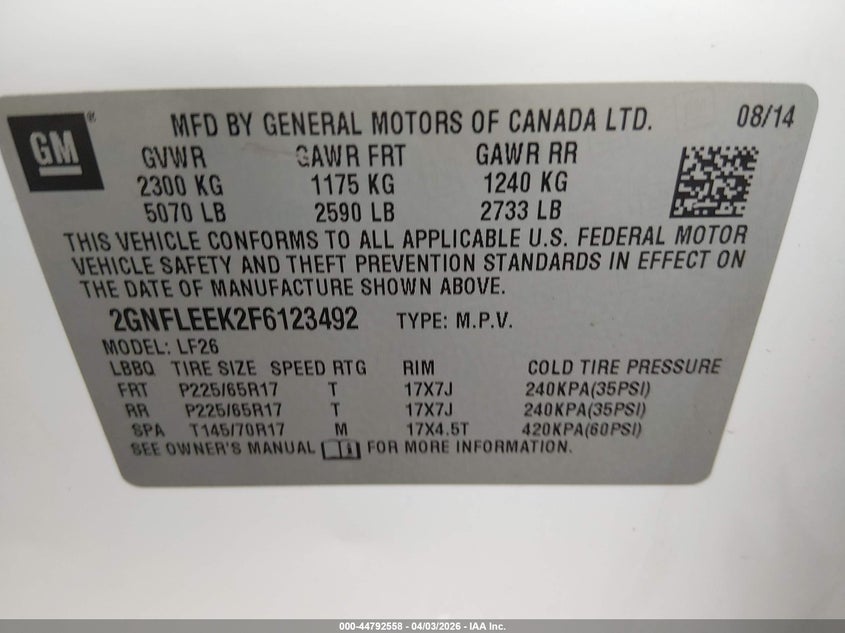 GM ® MFD BY GENERAL MOTORS OF CANADA LTD. 08/14
GVWR GAWR FRT GAWR RR
2300 KG 1175 KG 1240 KG
5070 LB 2590 LB 2733 LB
THIS VEHICLE CONFORMS TO ALL APPLICABLE U.S. FEDERAL MOTOR
VEHICLE SAFETY AND THEFT PREVENTION STANDARDS IN EFFECT ON
THE DATE OF MANUFACTURE SHOWN ABOVE.
2GNFLEEK2F6123492 TYPE: M.P.V.
MODEL: LF26
LBBQ TIRE SIZE SPEED RTG RIM COLD TIRE PRESSURE
FRT P225/65R17 T 17X7J 240KPA(35PSI)
RR P225/65R17 T 17X7J 240KPA(35PSI)
SPA T145/70R17 M 17X4.5T 420KPA(60PSI)
SEE OWNER'S MANUAL FOR MORE INFORMATION.
000-44792558 - 04/03/2026 - IAA Inc.